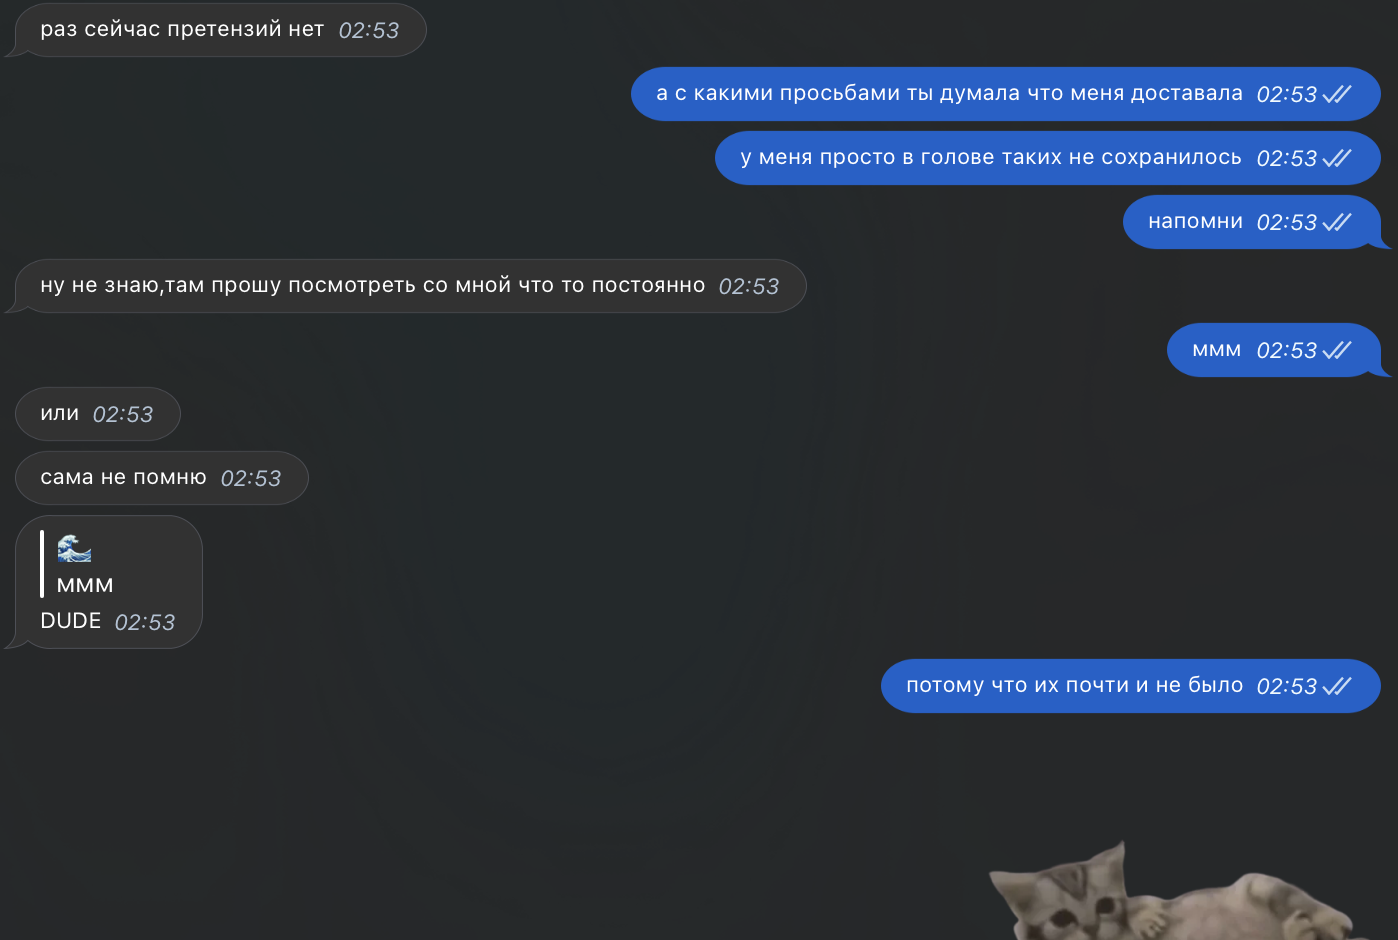 раз сейчас претензий нет 02:53
а с какими просьбами ты думала что меня доставала 02:53
у меня просто в голове таких не сохранилось 02:53
напомни 02:53
ну не знаю,там прошу посмотреть со мной что то постоянно 02:53
ммм 02:53
или 02:53
сама не помню 02:53
🌊
ммм
DUDE 02:53
потому что их почти и не было 02:53